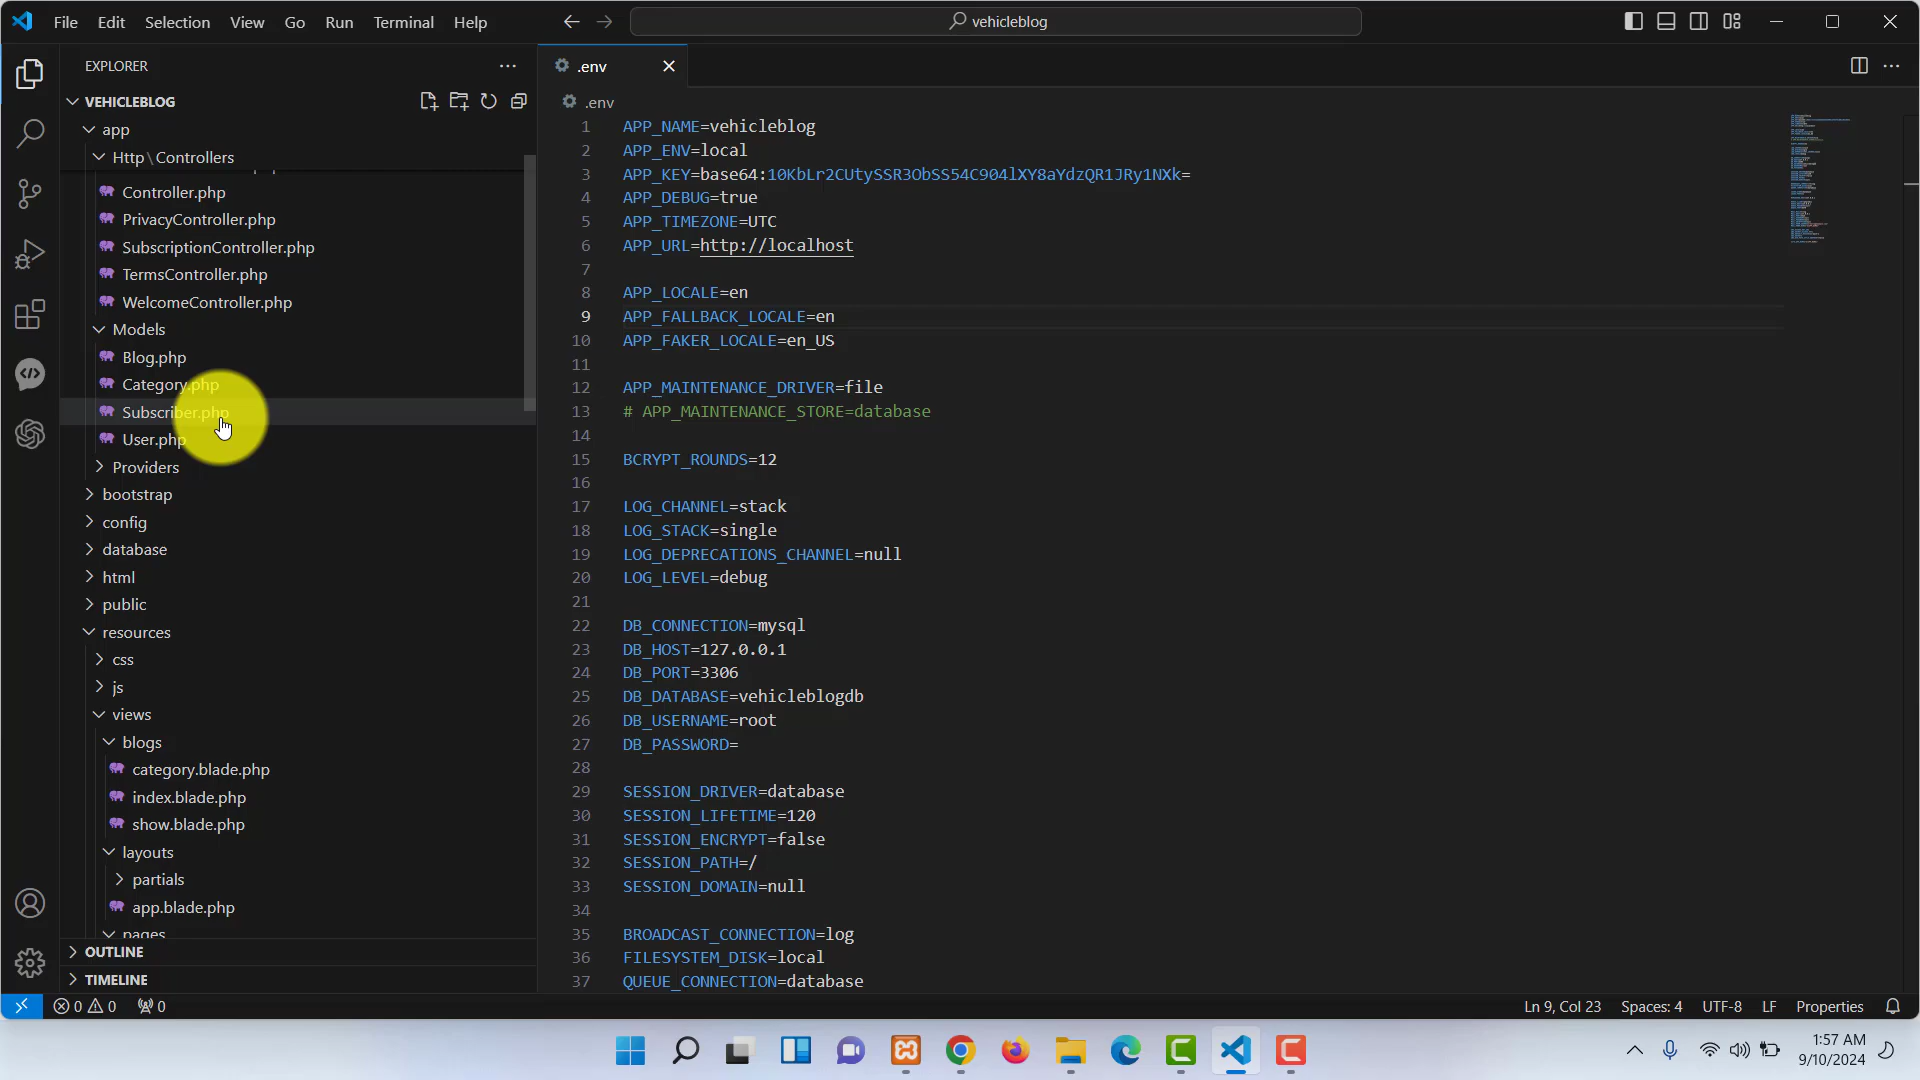 File Edit Selection View Go Run Terminal Help
vehicleblog
EXPLORER
VEHICLEBLOG
app
Http\Controllers
Controller.php
PrivacyController.php
SubscriptionController.php
TermsController.php
WelcomeController.php
Models
Blog.php
Category.php
Subscriber.php
User.php
Providers
bootstrap
config
database
html
public
resources
css
js
views
blogs
category.blade.php
index.blade.php
show.blade.php
layouts
partials
app.blade.php
pages
OUTLINE
TIMELINE
.env
.env
1 APP_NAME=vehicleblog
2 APP_ENV=local
3 APP_KEY=base64:10KbLr2CUtySSR3ObSS54C904lXY8aYdzQR1JRy1NXk=
4 APP_DEBUG=true
5 APP_TIMEZONE=UTC
6 APP_URL=http://localhost
7
8 APP_LOCALE=en
9 APP_FALLBACK_LOCALE=en
10 APP_FAKER_LOCALE=en_US
11
12 APP_MAINTENANCE_DRIVER=file
13 # APP_MAINTENANCE_STORE=database
14
15 BCRYPT_ROUNDS=12
16
17 LOG_CHANNEL=stack
18 LOG_STACK=single
19 LOG_DEPRECATIONS_CHANNEL=null
20 LOG_LEVEL=debug
21
22 DB_CONNECTION=mysql
23 DB_HOST=127.0.0.1
24 DB_PORT=3306
25 DB_DATABASE=vehicleblogdb
26 DB_USERNAME=root
27 DB_PASSWORD=
28
29 SESSION_DRIVER=database
30 SESSION_LIFETIME=120
31 SESSION_ENCRYPT=false
32 SESSION_PATH=/
33 SESSION_DOMAIN=null
34
35 BROADCAST_CONNECTION=log
36 FILESYSTEM_DISK=local
37 QUEUE_CONNECTION=database
0 0 0
Ln 9, Col 23 Spaces: 4 UTF-8 LF Properties
1:57 AM
9/10/2024